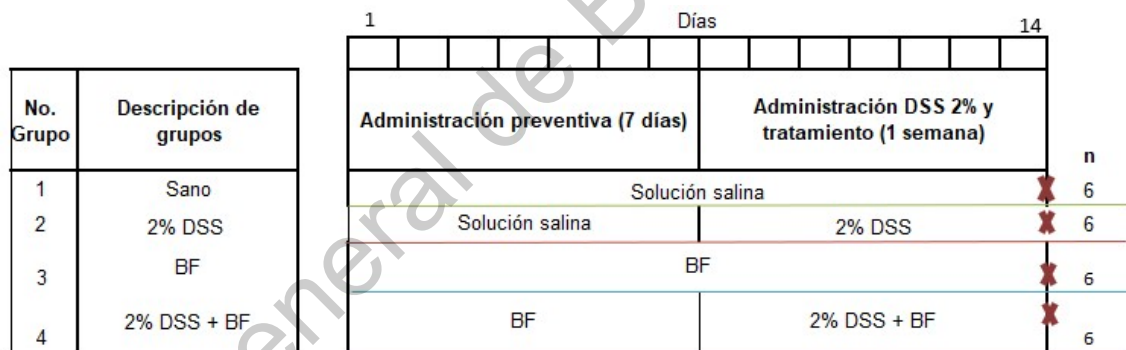 1 Días 14
No. Grupo Descripción de grupos Administración preventiva (7 días) Administración DSS 2% y tratamiento (1 semana) n
1 Sano Solución salina 6
2 2% DSS Solución salina 2% DSS 6
3 BF BF 6
4 2% DSS + BF BF 2% DSS + BF 6
eneral de B